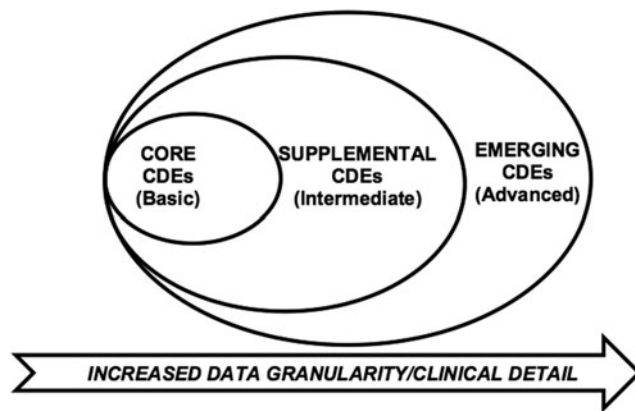 CORE
CDEs
(Basic)
SUPPLEMENTAL
CDEs
(Intermediate)
EMERGING
CDEs
(Advanced)
INCREASED DATA GRANULARITY/CLINICAL DETAIL